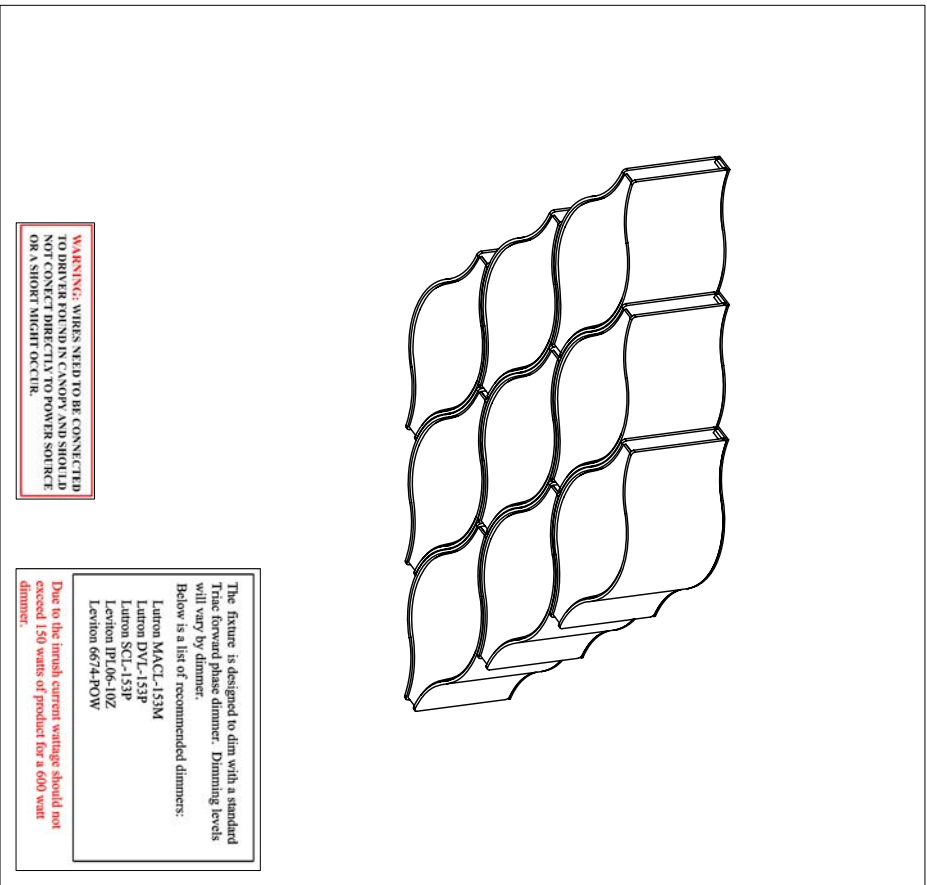 WARNING: WIRES NEED TO BE CONNECTED
TO DRIVER FOUND IN CANOPY AND SHOULD
NOT CONECT DIRECTLY TO POWER SOURCE
OR A SHORT MIGHT OCCUR.
The fixture is designed to dim with a standard
Triac forward phase dimmer. Dimming levels
will vary by dimmer.
Below is a list of recommended dimmers:
Lutron MACL-153M
Lutron DVL-153P
Lutron SCL-153P
Leviton IPL06-10Z
Leviton 6674-POW
Due to the inrush current wattage should not
exceed 150 watts of product for a 600 watt
dimmer.